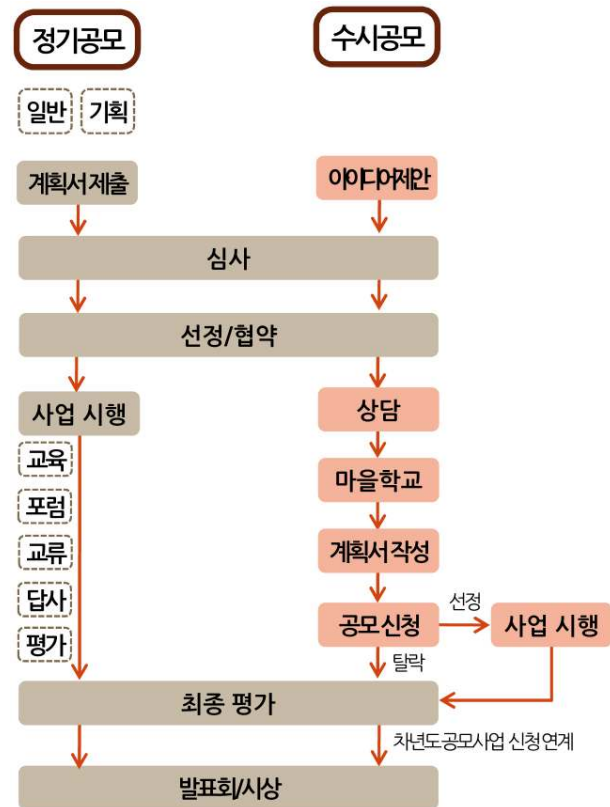 정기공모 수시공모
일반 기획
계획서 제출 아이디어제안
심사
선정/협약
사업 시행 상담
교육
포럼
교류
답사
평가
마을학교
계획서 작성
공모 신청 선정 사업 시행
탈락
최종 평가
차년도 공모사업 신청 연계
발표회/시상